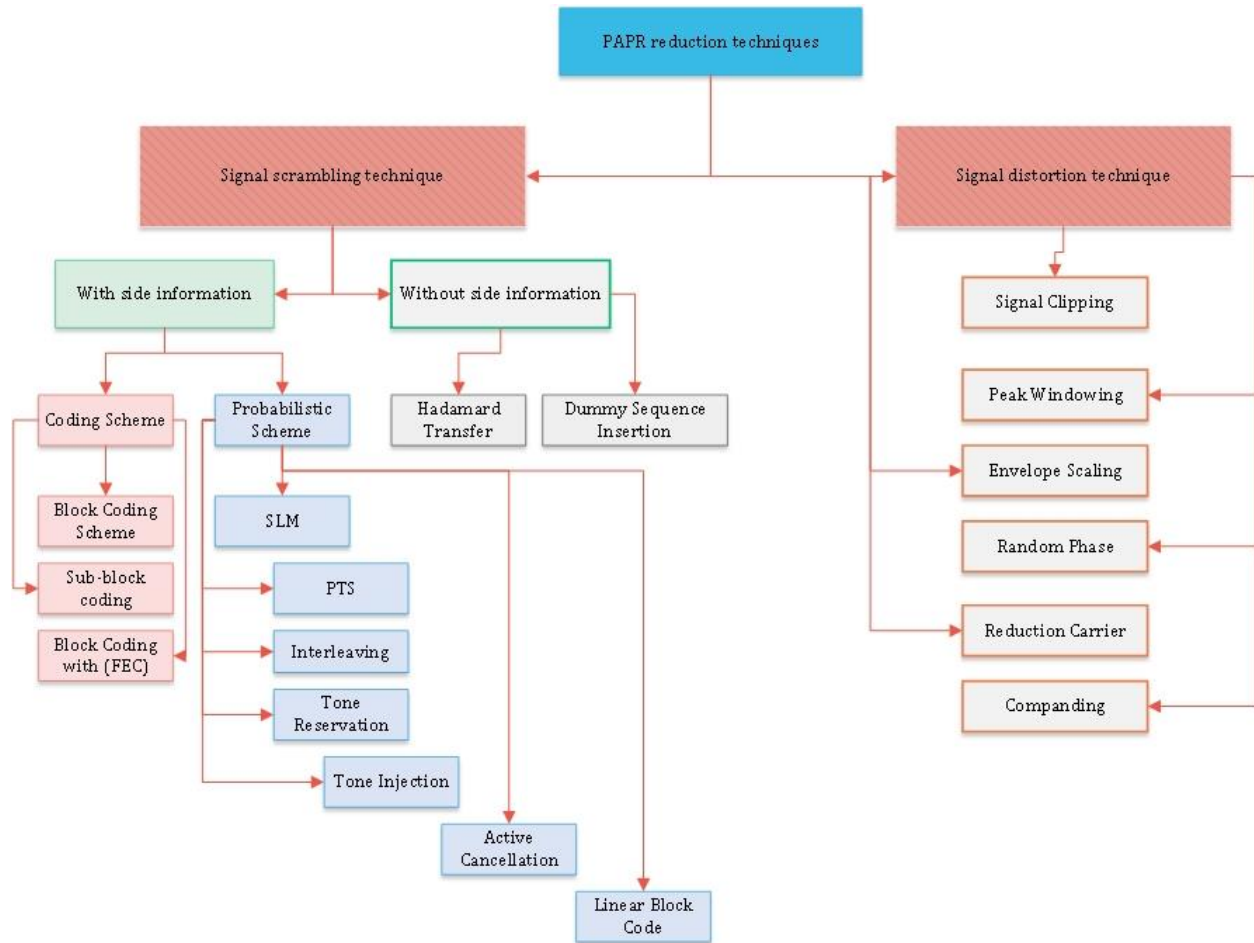 PAPR reduction techniques
Signal scrambling technique
Signal distortion technique
With side information
Without side information
Signal Clipping
Coding Scheme
Probabilistic
Scheme
Hadamard
Transfer
Dummy Sequence
Insertion
Peak Windowing
Envelope Scaling
Block Coding
Scheme
SLM
Random Phase
Sub-block
coding
PTS
Reduction Carrier
Block Coding
with (FEC)
Interleaving
Tone
Reservation
Companding
Tone Injection
Active
Cancellation
Linear Block
Code